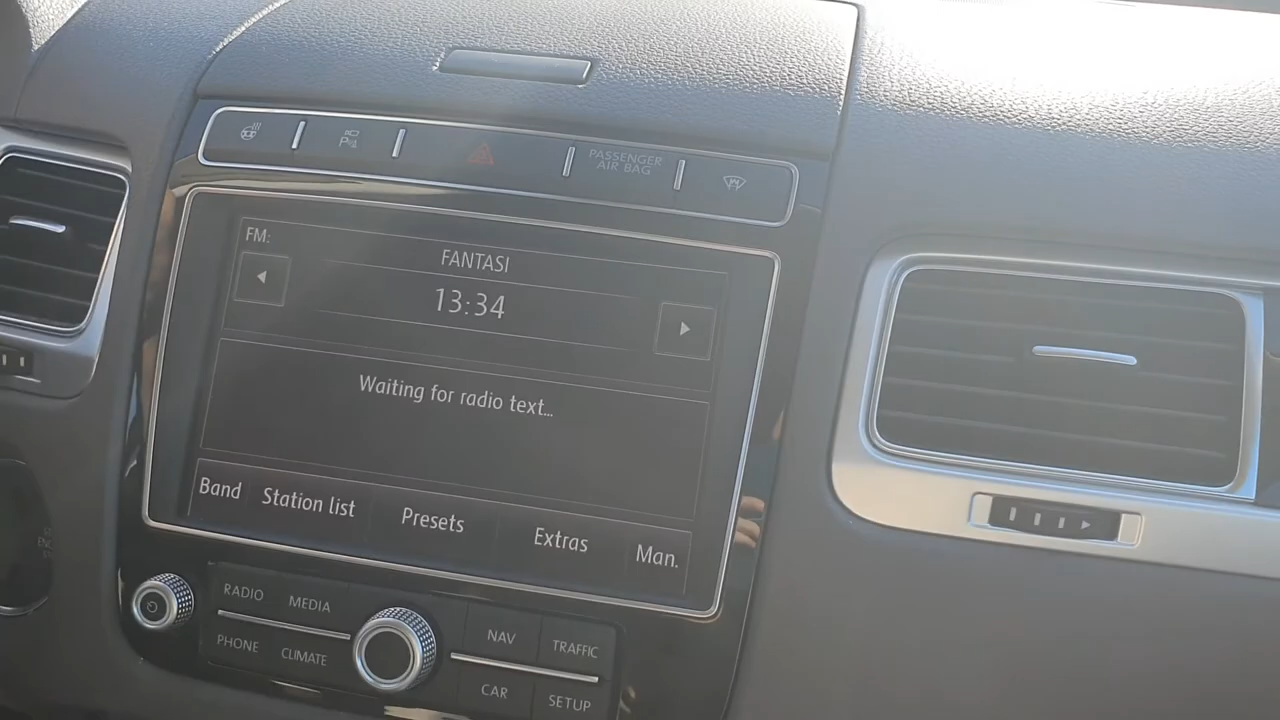 PASSENGER
AIR BAG
FM:
FANTASI
13:34
Waiting for radio text...
Band Station list Presets Extras Man.
RADIO MEDIA NAV TRAFFIC
PHONE CLIMATE CAR SETUP